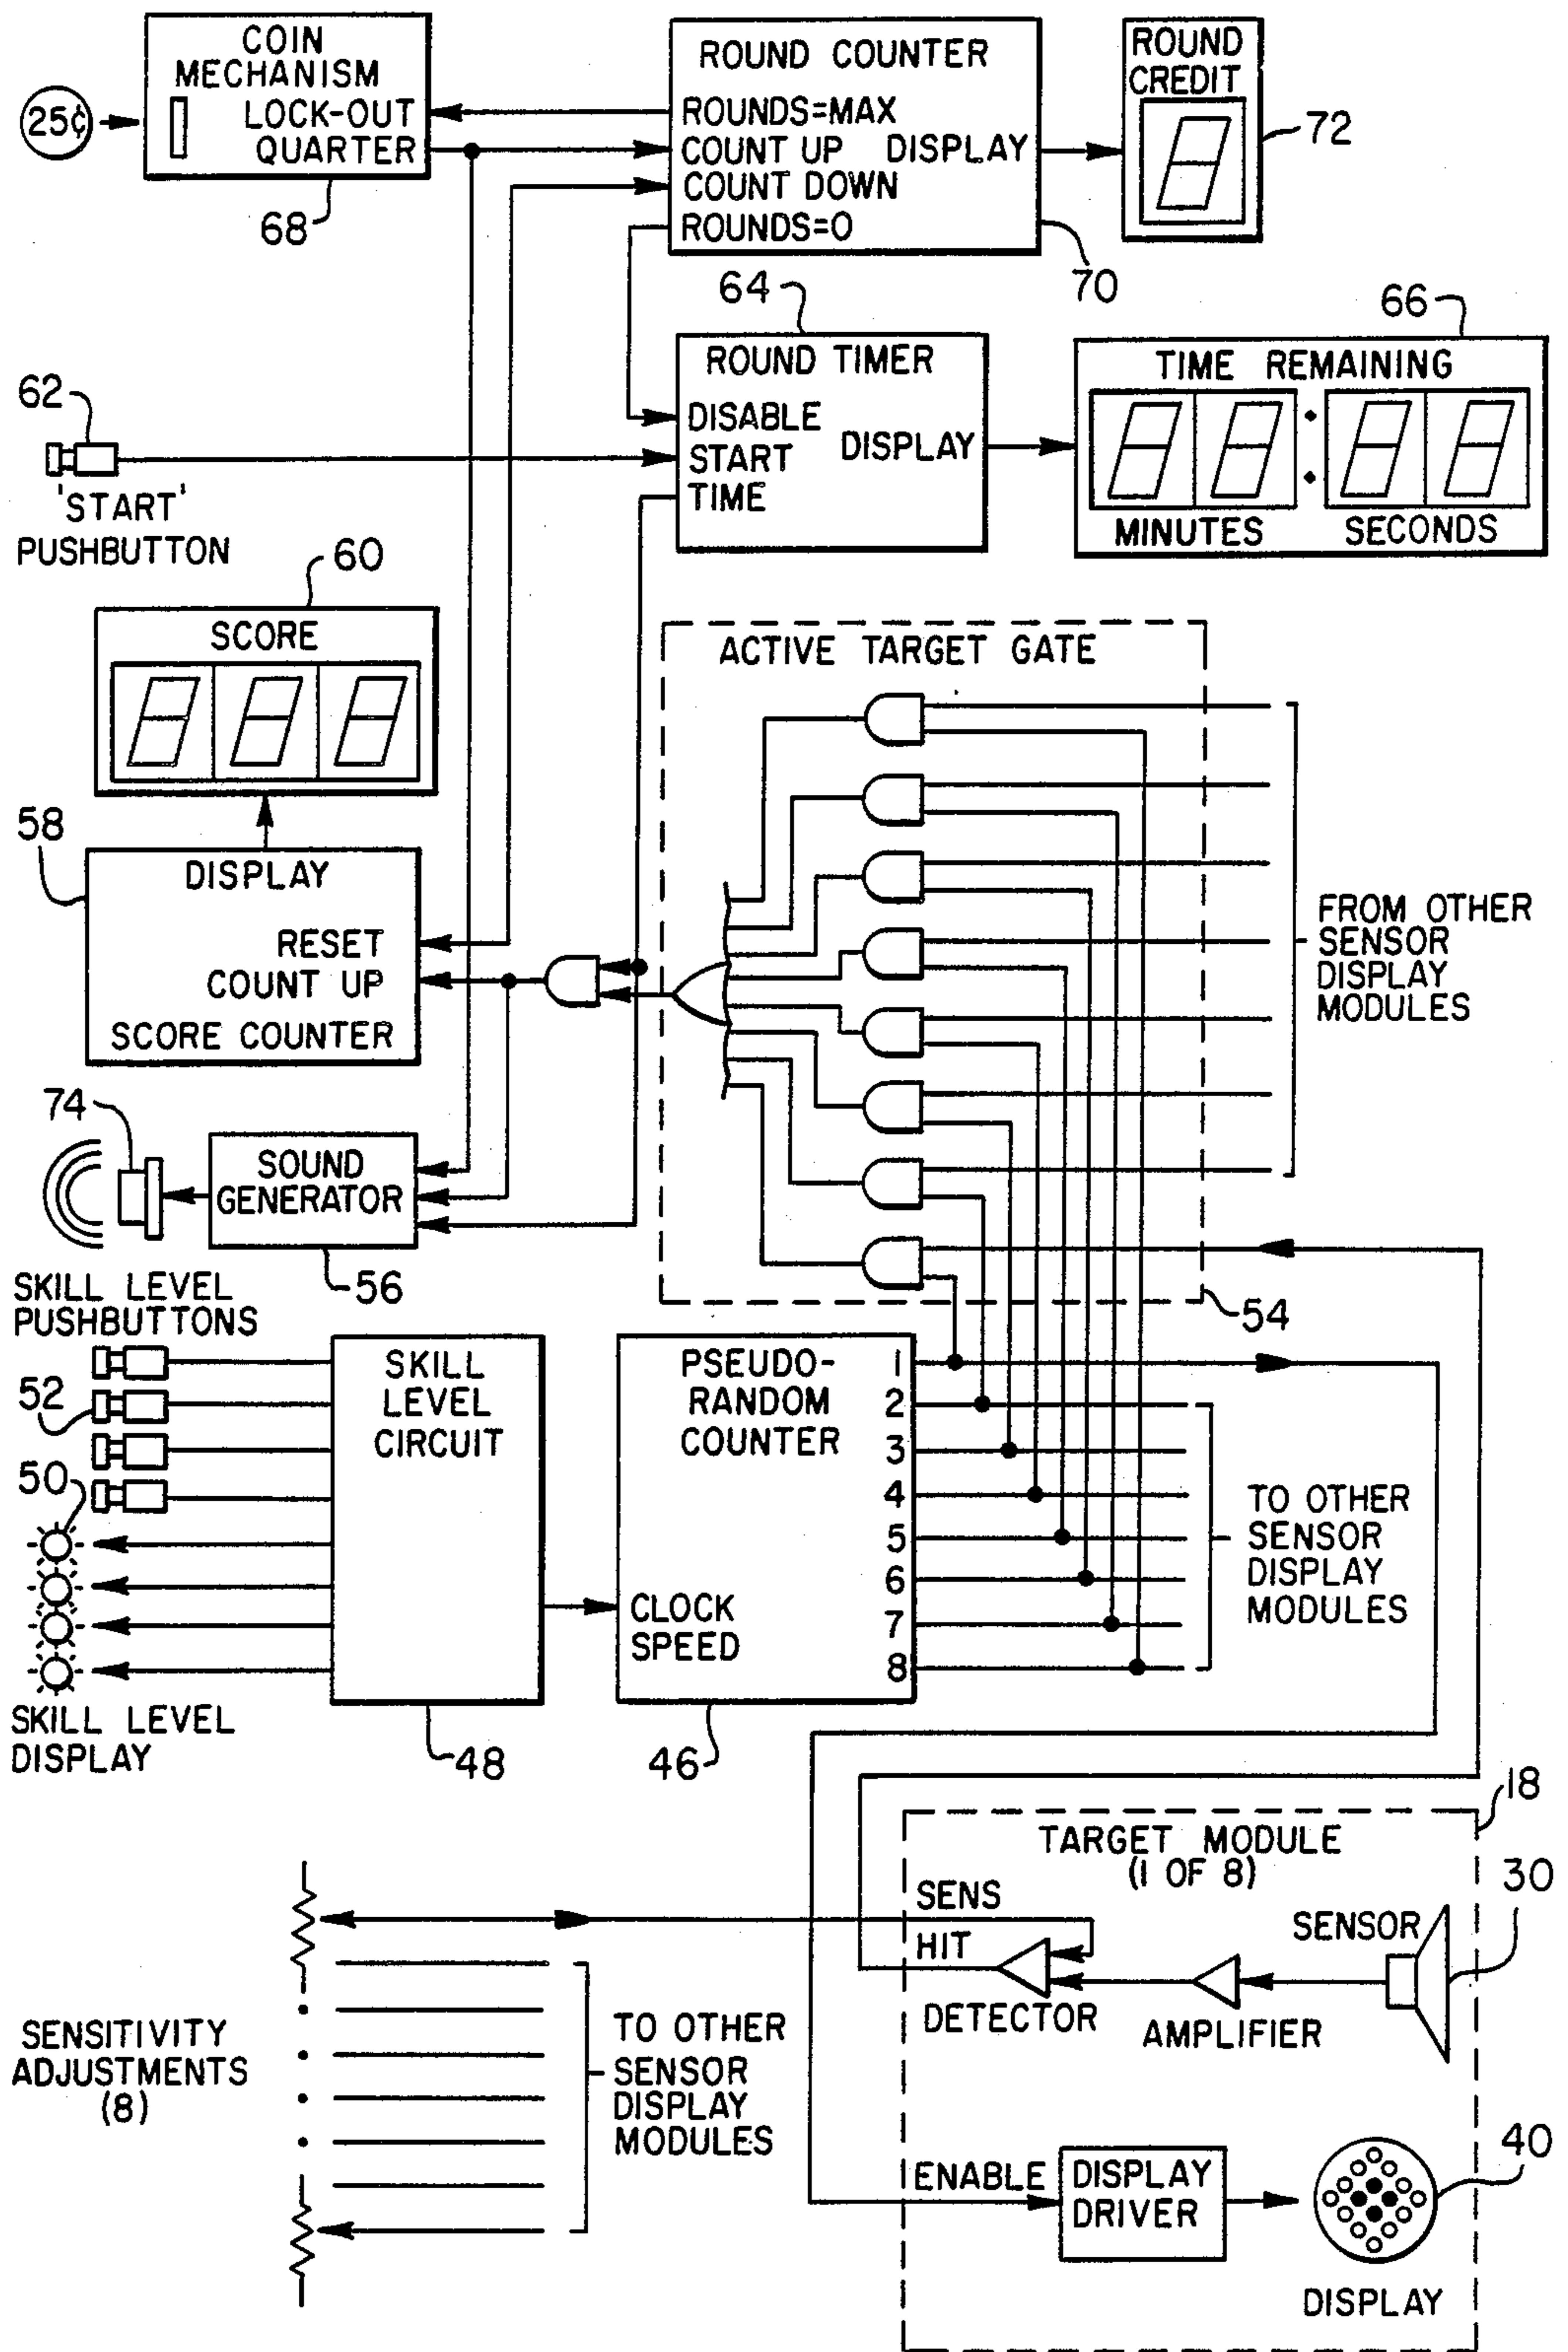 COIN
MECHANISM
LOCK-OUT
QUARTER
25¢
68
ROUND COUNTER
ROUNDS=MAX
COUNT UP DISPLAY
COUNT DOWN
ROUNDS=0
70
ROUND
CREDIT
72
64
ROUND TIMER
DISABLE
START
DISPLAY
TIME
66
TIME REMAINING
MINUTES
SECONDS
62
'START'
PUSHBUTTON
60
SCORE
58
DISPLAY
RESET
COUNT UP
SCORE COUNTER
ACTIVE TARGET GATE
FROM OTHER
SENSOR
DISPLAY
MODULES
54
74
SOUND
GENERATOR
56
SKILL LEVEL
PUSHBUTTONS
52
50
SKILL LEVEL
DISPLAY
SKILL
LEVEL
CIRCUIT
48
PSEUDO-
RANDOM
COUNTER
CLOCK
SPEED
1
2
3
4
5
6
7
8
46
TO OTHER
SENSOR
DISPLAY
MODULES
18
TARGET MODULE
(1 OF 8)
SENS
HIT
DETECTOR
AMPLIFIER
SENSOR
30
SENSITIVITY
ADJUSTMENTS
(8)
TO OTHER
SENSOR
DISPLAY
MODULES
ENABLE
DISPLAY
DRIVER
40
DISPLAY